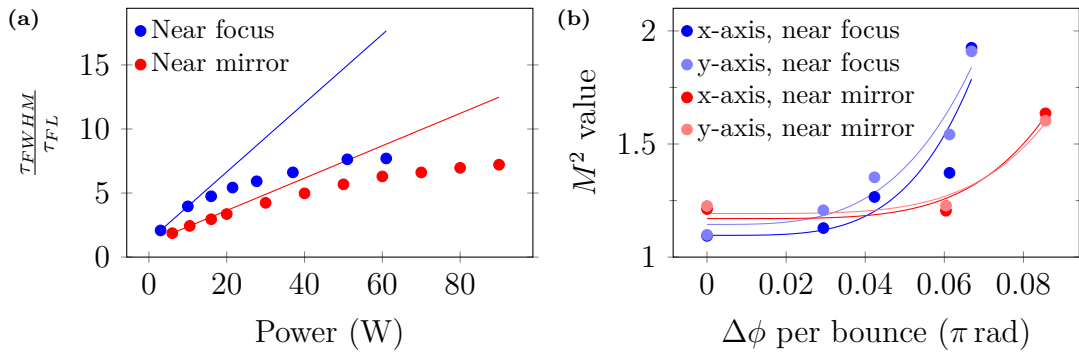 (a)
Near focus
Near mirror
15
10
5
0
τ_FWHM / τ_FL
0 20 40 60 80
Power (W)
(b)
x-axis, near focus
y-axis, near focus
x-axis, near mirror
y-axis, near mirror
2
1.5
1
M² value
0 0.02 0.04 0.06 0.08
Δϕ per bounce (π rad)